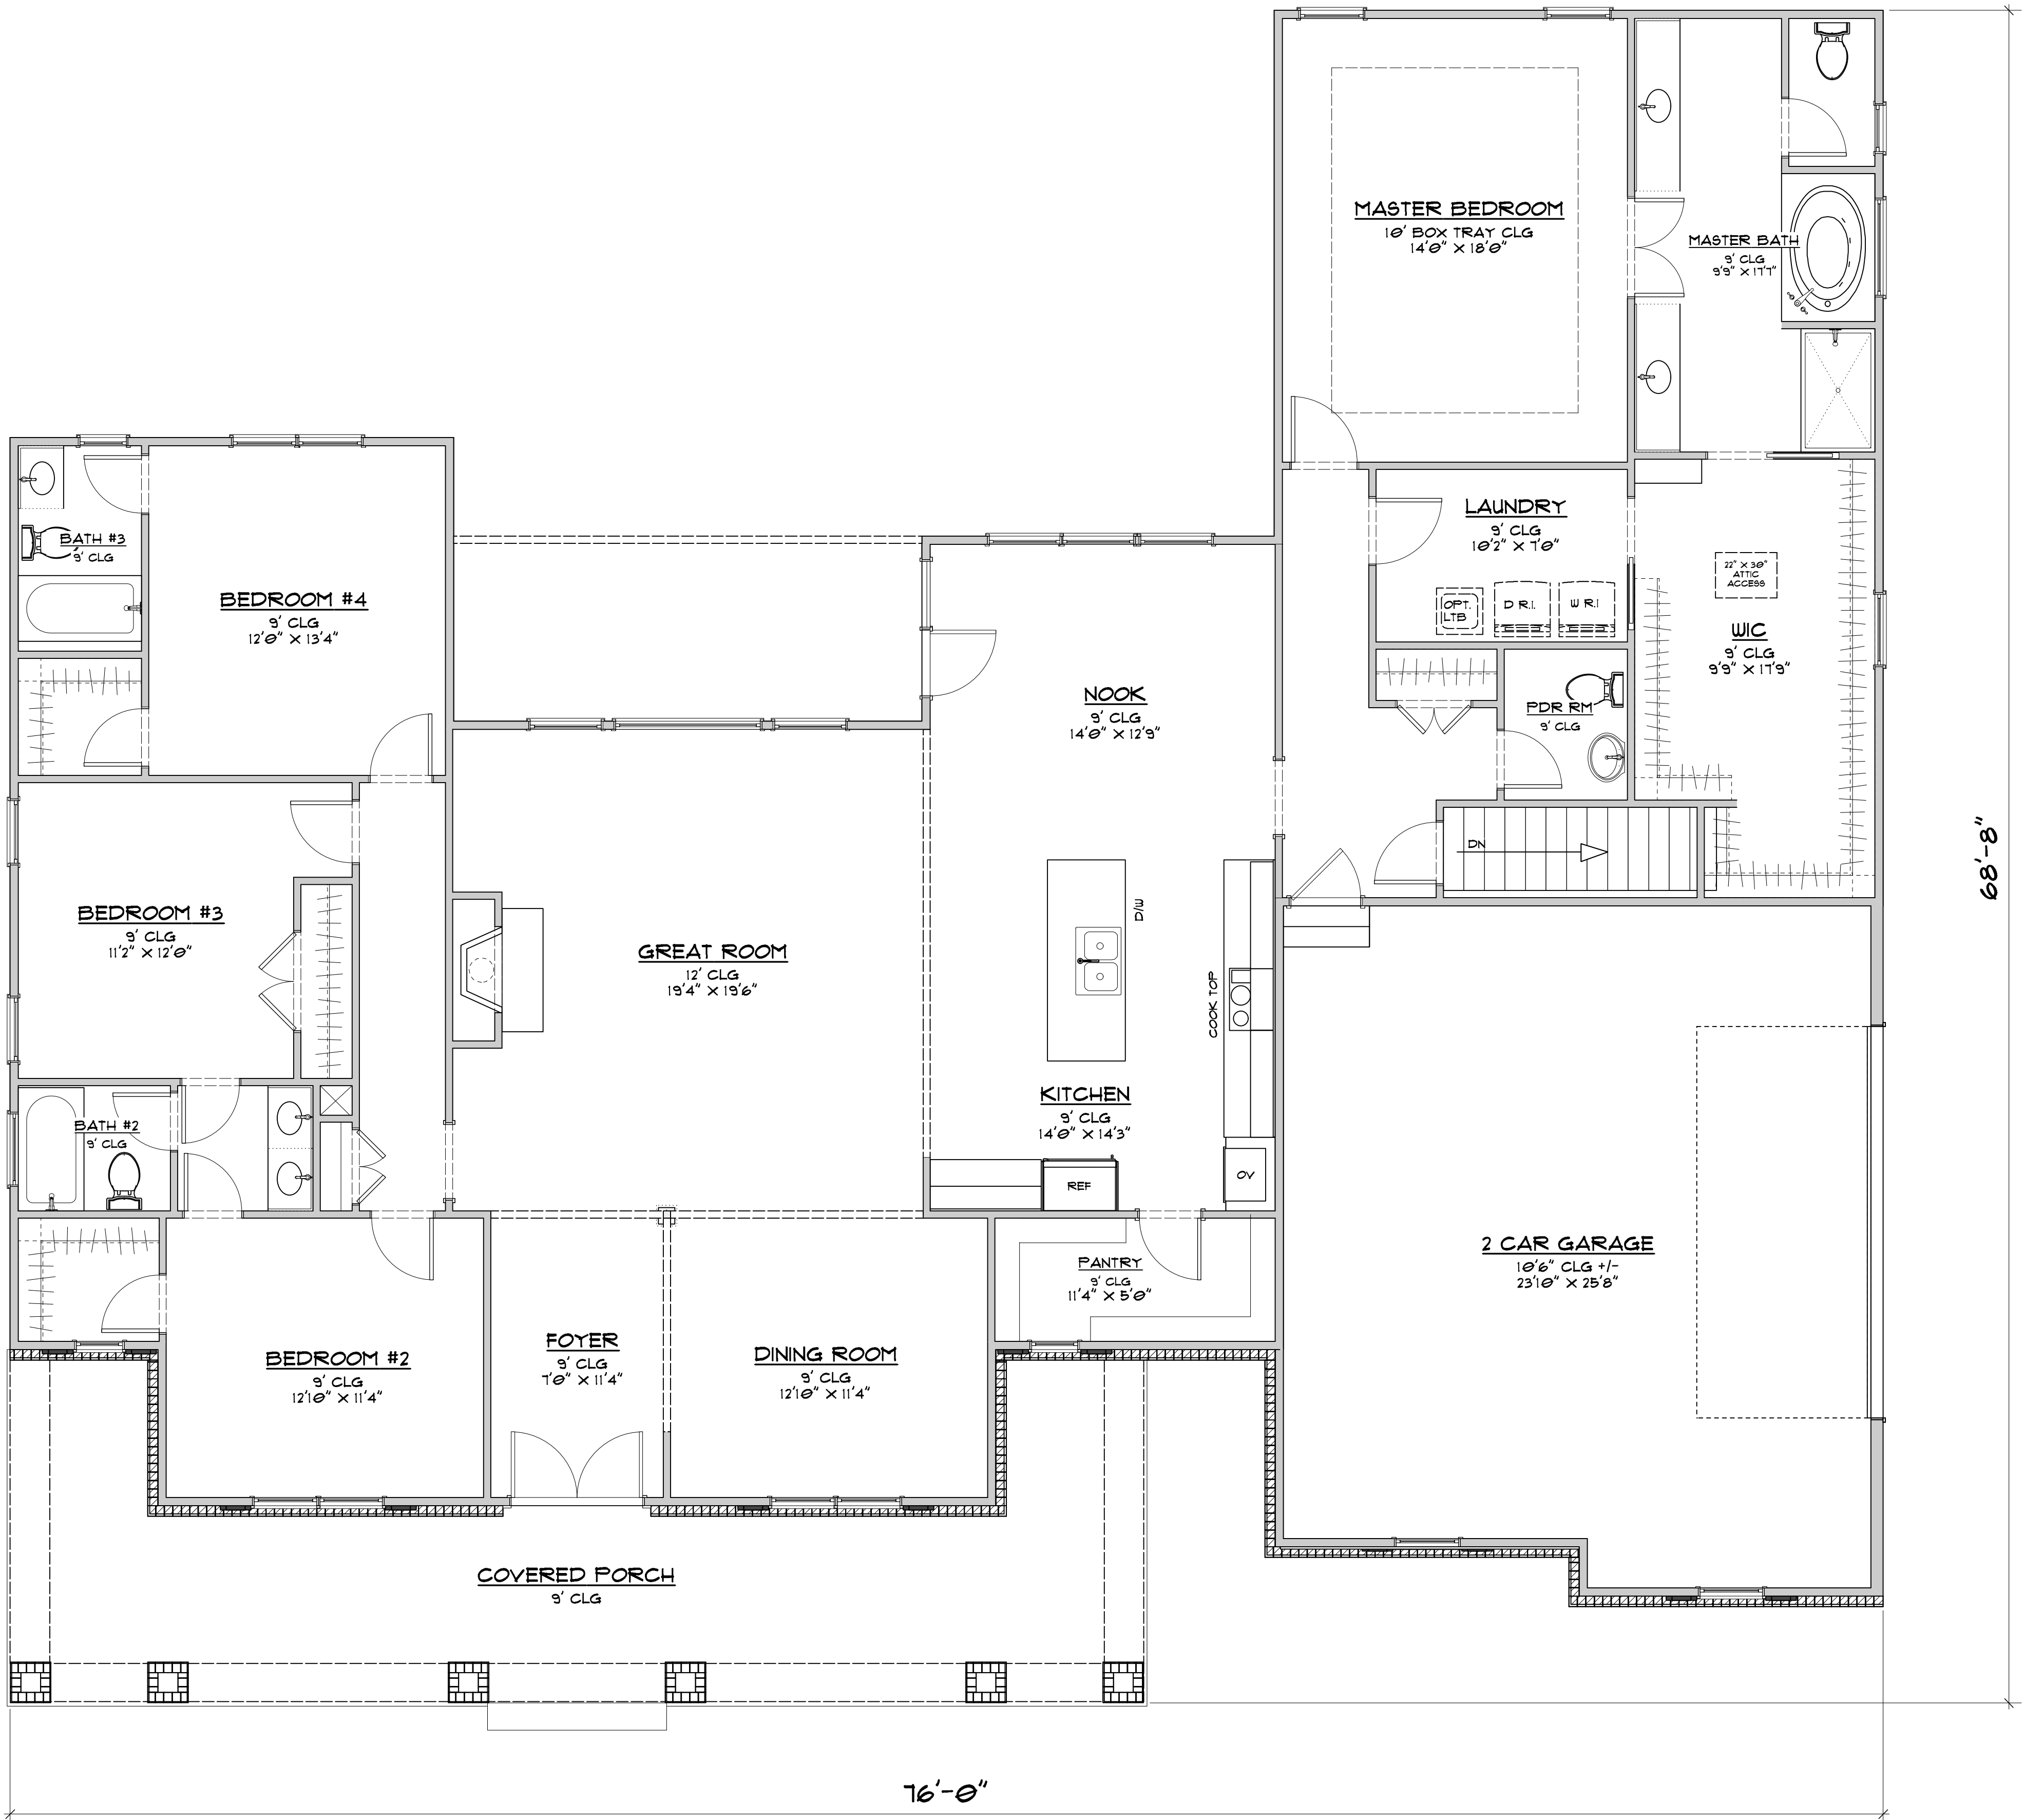 MASTER BEDROOM
10' BOX TRAY CLG
14'0" X 18'0"
MASTER BATH
9' CLG
9'9" X 17'7"
BATH #3
9' CLG
BEDROOM #4
9' CLG
12'0" X 13'4"
LAUNDRY
9' CLG
10'2" X 7'0"
OPT.
LTB
D R.I.
W R.I
22" X 30"
ATTIC
ACCESS
WIC
9' CLG
9'9" X 17'9"
NOOK
9' CLG
14'0" X 12'9"
PDR RM
9' CLG
DN
BEDROOM #3
9' CLG
11'2" X 12'0"
GREAT ROOM
12' CLG
19'4" X 19'6"
D/W
COOK TOP
KITCHEN
9' CLG
14'0" X 14'3"
REF
OV
BATH #2
9' CLG
PANTRY
9' CLG
11'4" X 5'0"
2 CAR GARAGE
10'6" CLG +/-
23'10" X 25'8"
BEDROOM #2
9' CLG
12'10" X 11'4"
FOYER
9' CLG
7'0" X 11'4"
DINING ROOM
9' CLG
12'10" X 11'4"
COVERED PORCH
9' CLG
68'-8"
76'-0"